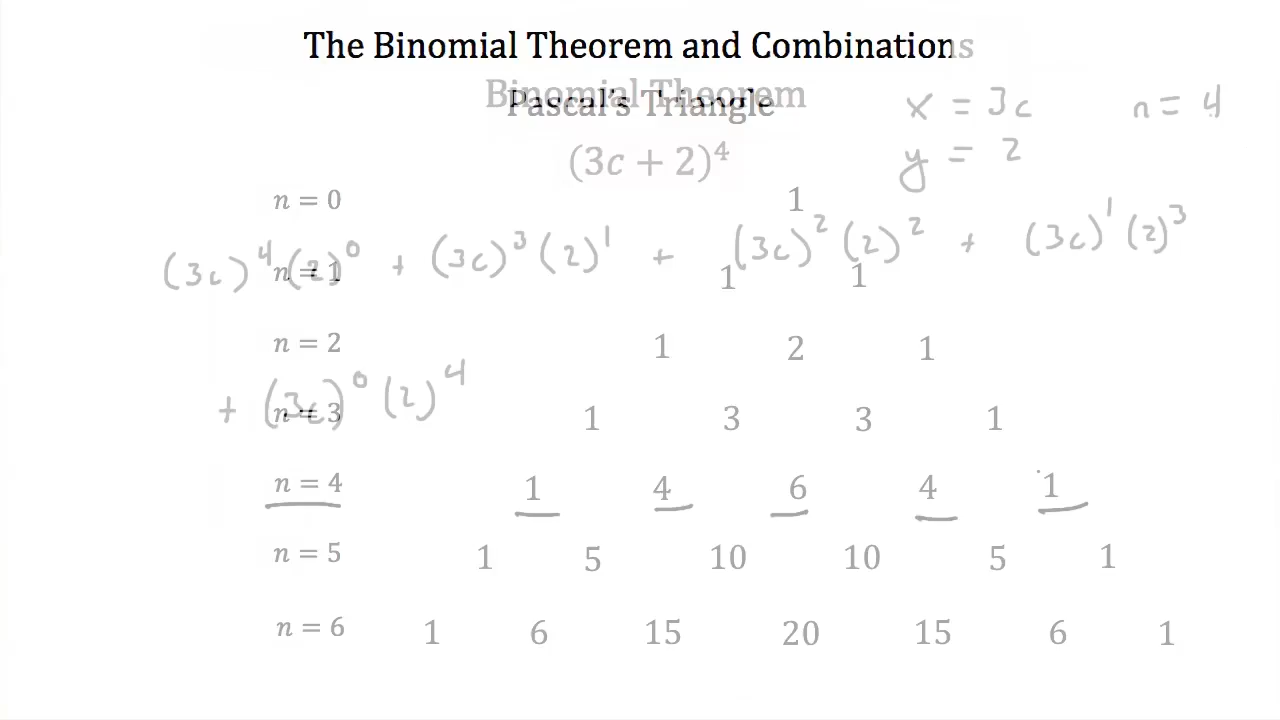 The Binomial Theorem and Combinations
Binomial Theorem
Pascal's Triangle
x = 3c n = 4
y = 2
(3c + 2)⁴
n = 0 1
(3c)⁴ (2)⁰ + (3c)³ (2)¹ + (3c)² (2)² + (3c)¹ (2)³
n = 1 1 1
n = 2 1 2 1
+ (3c)⁰ (2)⁴
n = 3 1 3 3 1
n = 4 1 4 6 4 1
n = 5 1 5 10 10 5 1
n = 6 1 6 15 20 15 6 1